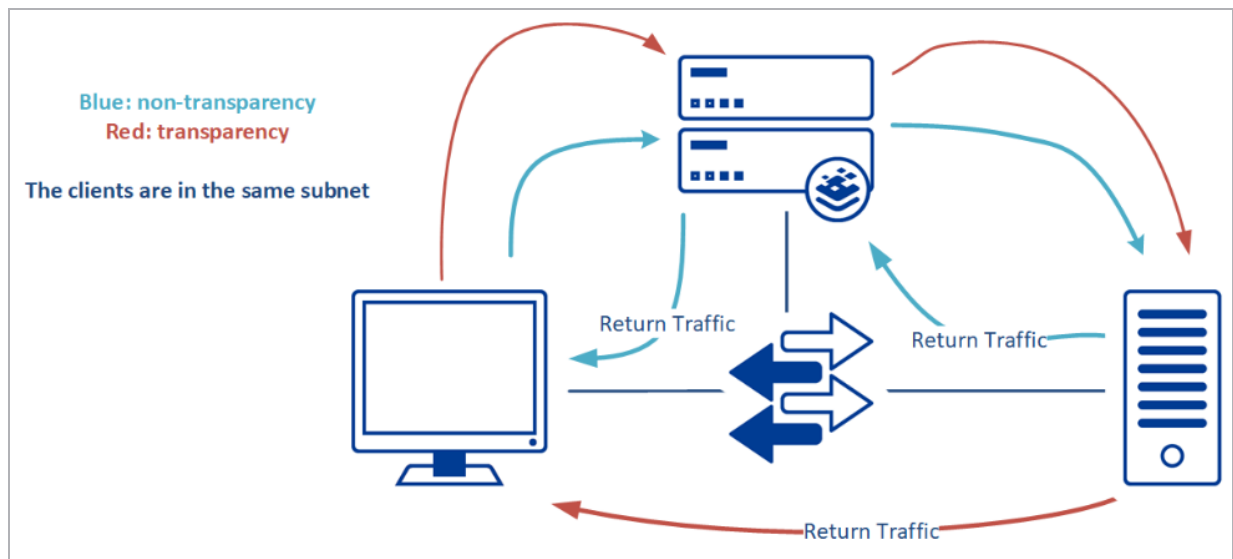 Blue: non-transparency
Red: transparency
The clients are in the same subnet
Return Traffic
Return Traffic
Return Traffic